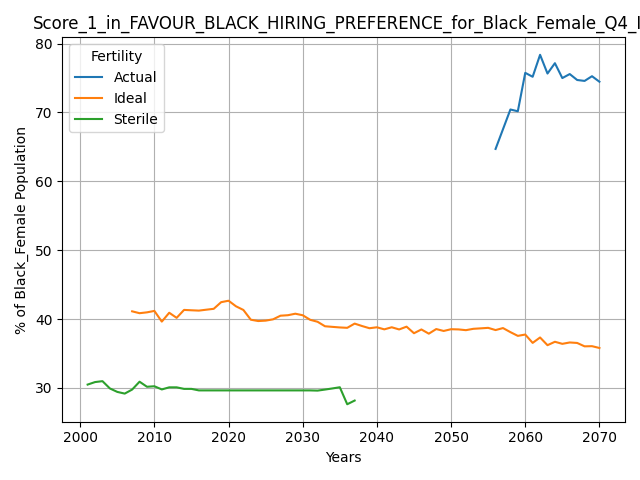 Score_1_in_FAVOUR_BLACK_HIRING_PREFERENCE_for_Black_Female_Q4_I
80
70
60
50
40
30
% of Black_Female Population
Fertility
Actual
Ideal
Sterile
2000 2010 2020 2030 2040 2050 2060 2070
Years